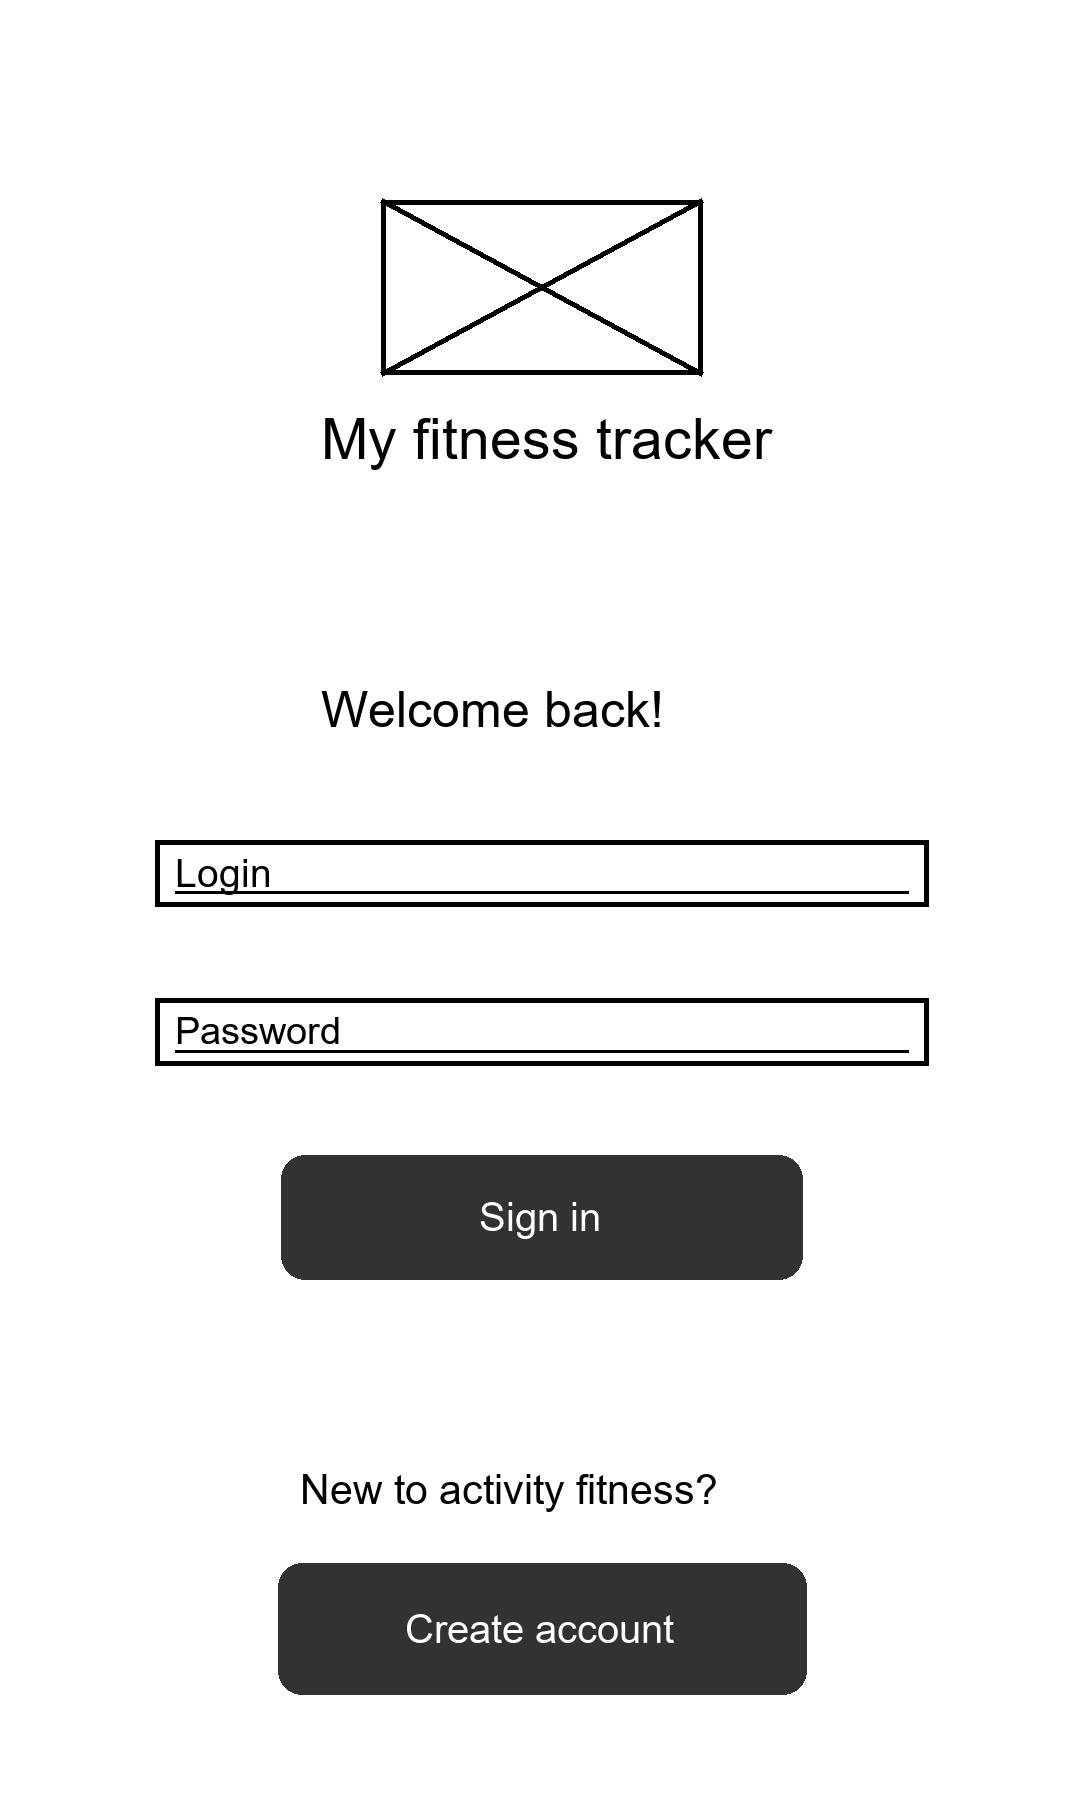 My fitness tracker
Welcome back!
Login
Password
Sign in
New to activity fitness?
Create account